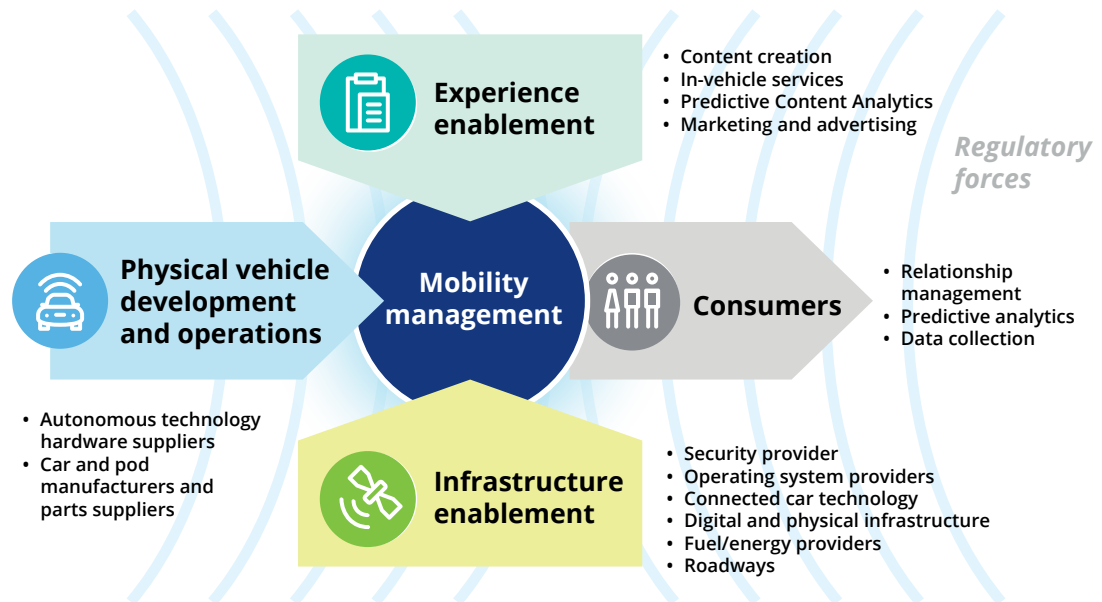 Experience
enablement
• Content creation
• In-vehicle services
• Predictive Content Analytics
• Marketing and advertising
Regulatory
forces
Physical vehicle
development
and operations
Mobility
management
Consumers
• Relationship
management
• Predictive analytics
• Data collection
• Autonomous technology
hardware suppliers
• Car and pod
manufacturers and
parts suppliers
Infrastructure
enablement
• Security provider
• Operating system providers
• Connected car technology
• Digital and physical infrastructure
• Fuel/energy providers
• Roadways